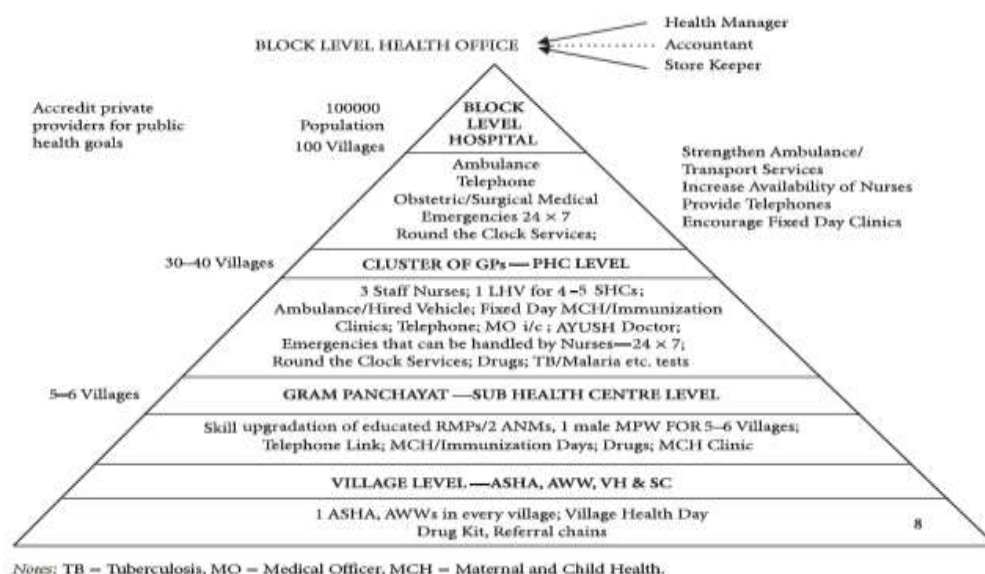 Health Manager
BLOCK LEVEL HEALTH OFFICE
Accountant
Store Keeper
Accredit private
providers for public
health goals
100000
Population
100 Villages
BLOCK
LEVEL
HOSPITAL
Ambulance
Telephone
Obstetric/Surgical Medical
Emergencies 24 × 7
Round the Clock Services;
Strengthen Ambulance/
Transport Services
Increase Availability of Nurses
Provide Telephones
Encourage Fixed Day Clinics
30–40 Villages
CLUSTER OF GPs—PHC LEVEL
3 Staff Nurses; 1 LHV for 4–5 SHCs;
Ambulance/Hired Vehicle; Fixed Day MCH/Immunization
Clinics; Telephone; MO i/c ; AYUSH Doctor;
Emergencies that can be handled by Nurses—24 × 7;
Round the Clock Services; Drugs; TB/Malaria etc. tests
5–6 Villages
GRAM PANCHAYAT—SUB HEALTH CENTRE LEVEL
Skill upgradation of educated RMPs/2 ANMs, 1 male MPW FOR 5–6 Villages;
Telephone Link; MCH/Immunization Days; Drugs; MCH Clinic
VILLAGE LEVEL—ASHA, AWW, VH & SC
1 ASHA, AWWs in every village; Village Health Day
Drug Kit, Referral chains
8
Notes: TB = Tuberculosis, MO = Medical Officer, MCH = Maternal and Child Health.